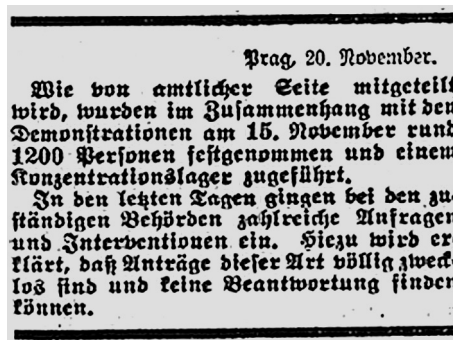 Prag, 20. November.
Wie von amtlicher Seite mitgeteilt
wird, wurden im Zusammenhang mit den
Demonstrationen am 15. November rund
1200 Personen festgenommen und einem
Konzentrationslager zugeführt.
In den letzten Tagen gingen bei den zu-
ständigen Behörden zahlreiche Anfragen
und Interventionen ein. Hiezu wird er-
klärt, daß Anträge dieser Art völlig zweck-
los sind und keine Beantwortung finden
können.